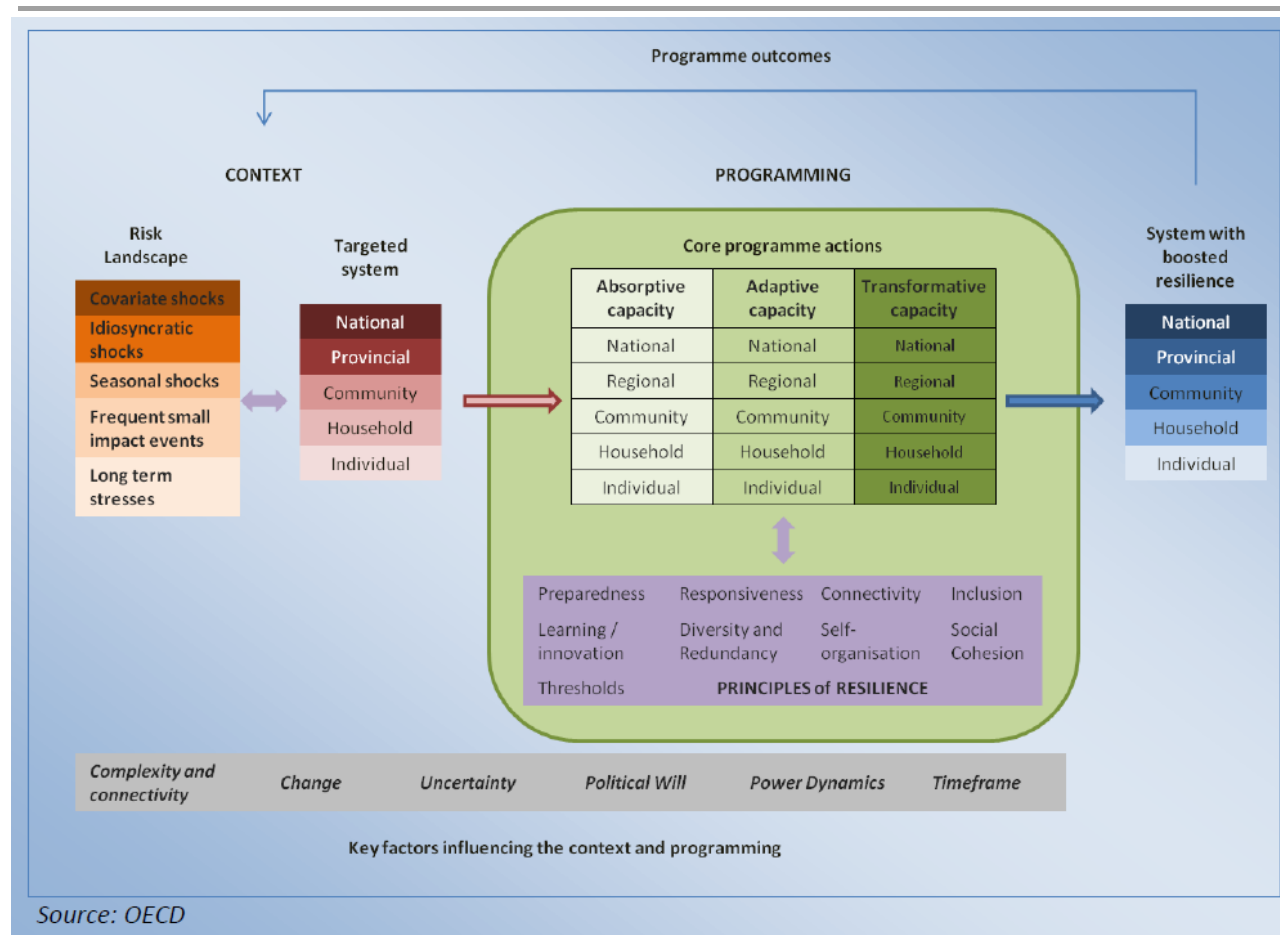 Programme outcomes
CONTEXT
PROGRAMMING
Risk
Landscape
Covariate shocks
Idiosyncratic
shocks
Seasonal shocks
Frequent small
impact events
Long term
stresses
Targeted
system
National
Provincial
Community
Household
Individual
Core programme actions
Absorptive
capacity
Adaptive
capacity
Transformative
capacity
National
National
National
Regional
Regional
Regional
Community
Community
Community
Household
Household
Household
Individual
Individual
Individual
Preparedness
Responsiveness
Connectivity
Inclusion
Learning /
innovation
Diversity and
Redundancy
Self-
organisation
Social
Cohesion
Thresholds
PRINCIPLES of RESILIENCE
System with
boosted
resilience
National
Provincial
Community
Household
Individual
Complexity and
connectivity
Change
Uncertainty
Political Will
Power Dynamics
Timeframe
Key factors influencing the context and programming
Source: OECD